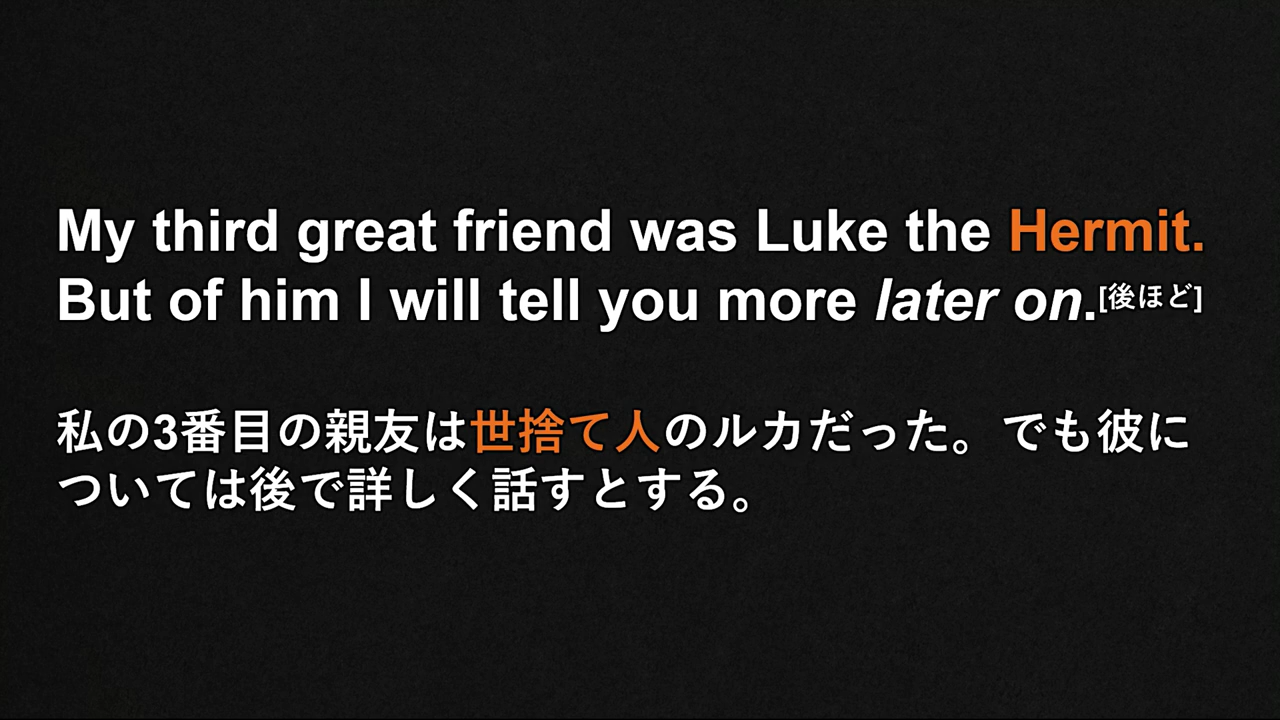 My third great friend was Luke the Hermit.
But of him I will tell you more later on.[後ほど]
私の3番目の親友は世捨て人のルカだった。でも彼に
ついては後で詳しく話すとする。